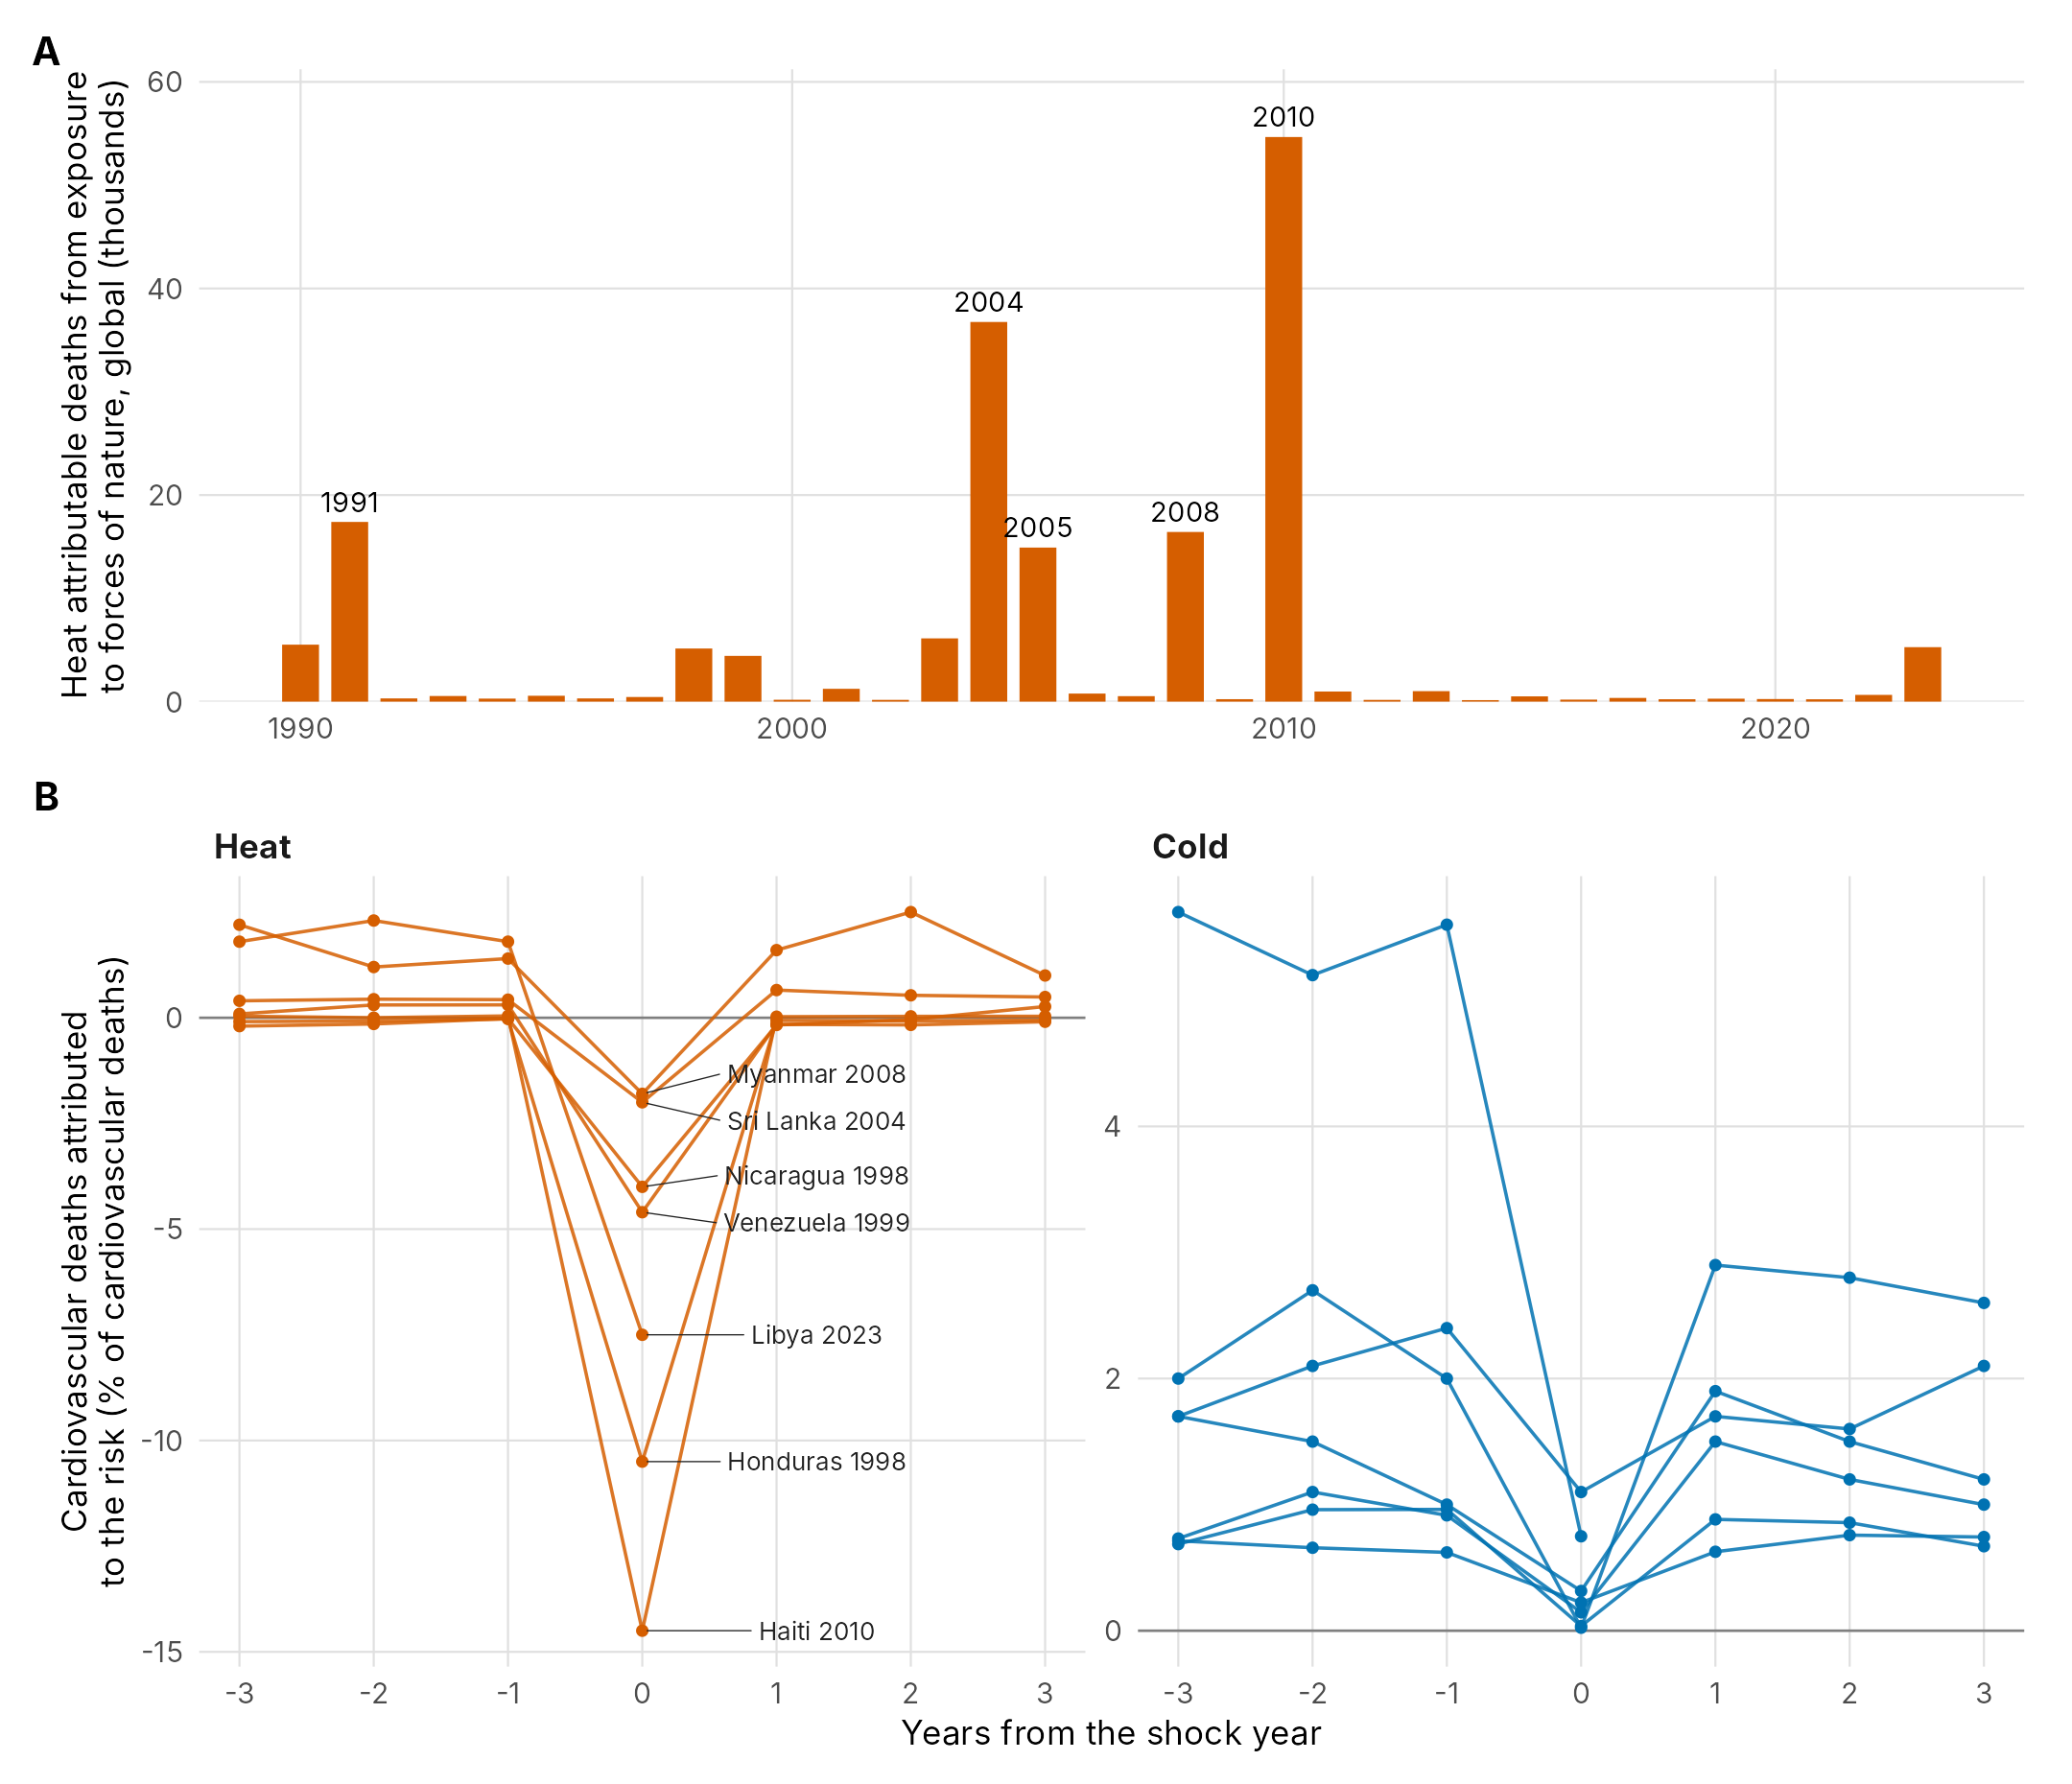 A
Heat attributable deaths from exposure
to forces of nature, global (thousands)
60
40
20
0
1991
2004
2005
2008
2010
1990
2000
2010
2020
B
Heat
Cold
Cardiovascular deaths attributed
to the risk (% of cardiovascular deaths)
0
-5
-10
-15
Myanmar 2008
Sri Lanka 2004
Nicaragua 1998
Venezuela 1999
Libya 2023
Honduras 1998
Haiti 2010
4
2
0
-3 -2 -1 0 1 2 3
-3 -2 -1 0 1 2 3
Years from the shock year